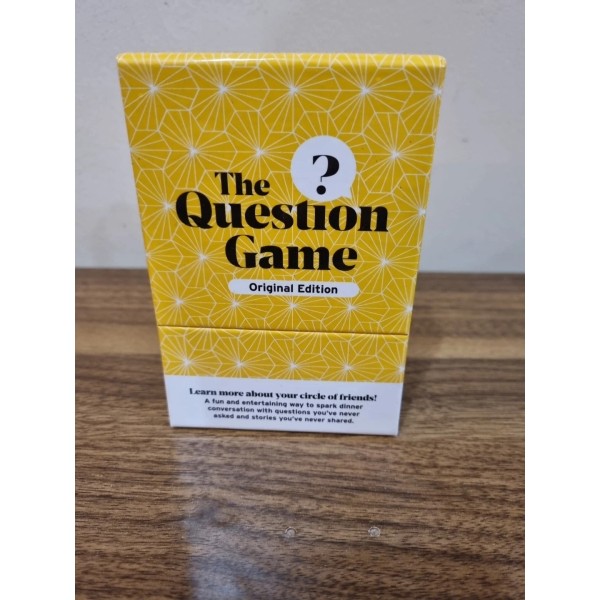 ?
The
Question
Game
Original Edition
Learn more about your circle of friends!
A fun and entertaining way to spark dinner
conversation with questions you've never
asked and stories you've never shared.